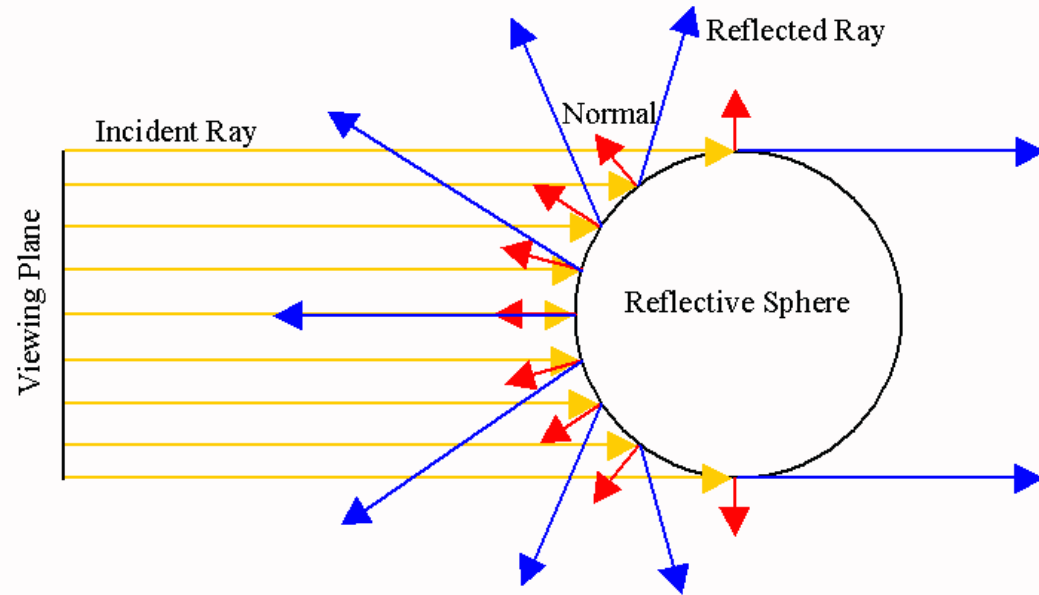 Reflected Ray
Normal
Incident Ray
Viewing Plane
Reflective Sphere